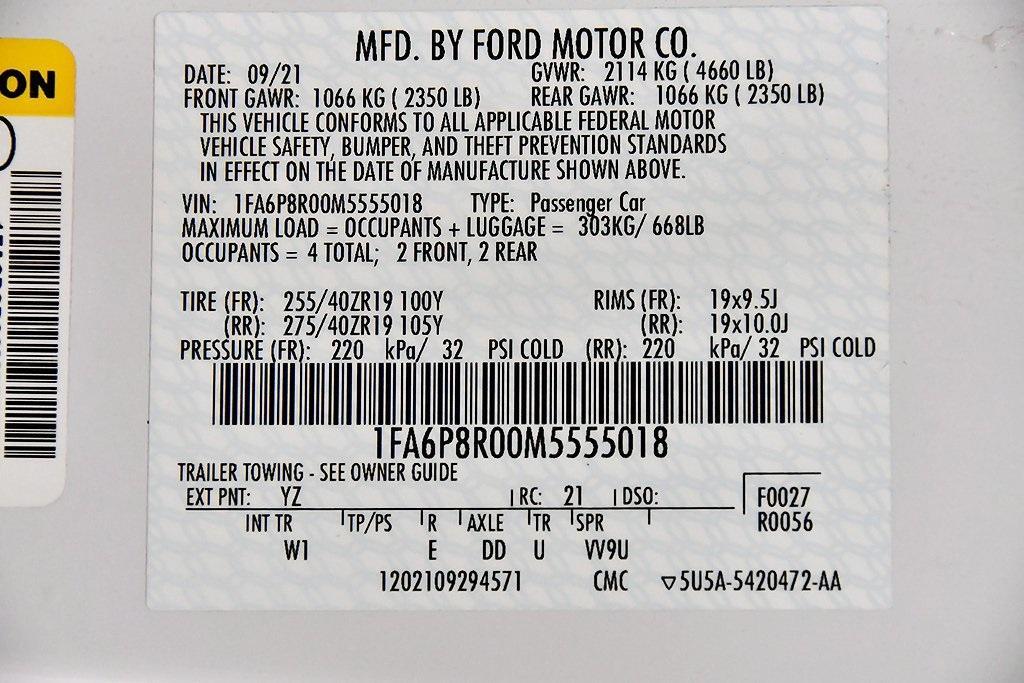 ON
MFD. BY FORD MOTOR CO.
DATE: 09/21 GVWR: 2114 KG ( 4660 LB)
FRONT GAWR: 1066 KG ( 2350 LB) REAR GAWR: 1066 KG ( 2350 LB)
THIS VEHICLE CONFORMS TO ALL APPLICABLE FEDERAL MOTOR
VEHICLE SAFETY, BUMPER, AND THEFT PREVENTION STANDARDS
IN EFFECT ON THE DATE OF MANUFACTURE SHOWN ABOVE.
VIN: 1FA6P8R00M5555018 TYPE: Passenger Car
MAXIMUM LOAD = OCCUPANTS + LUGGAGE = 303KG/ 668LB
OCCUPANTS = 4 TOTAL; 2 FRONT, 2 REAR
TIRE (FR): 255/40ZR19 100Y RIMS (FR): 19x9.5J
(RR): 275/40ZR19 105Y (RR): 19x10.0J
PRESSURE (FR): 220 kPa/ 32 PSI COLD (RR): 220 kPa/ 32 PSI COLD
1FA6P8R00M5555018
TRAILER TOWING - SEE OWNER GUIDE
EXT PNT: YZ RC: 21 DSO: F0027
INT TR TP/PS R AXLE TR SPR R0056
W1 E DD U VV9U
1202109294571 CMC ▽5U5A-5420472-AA